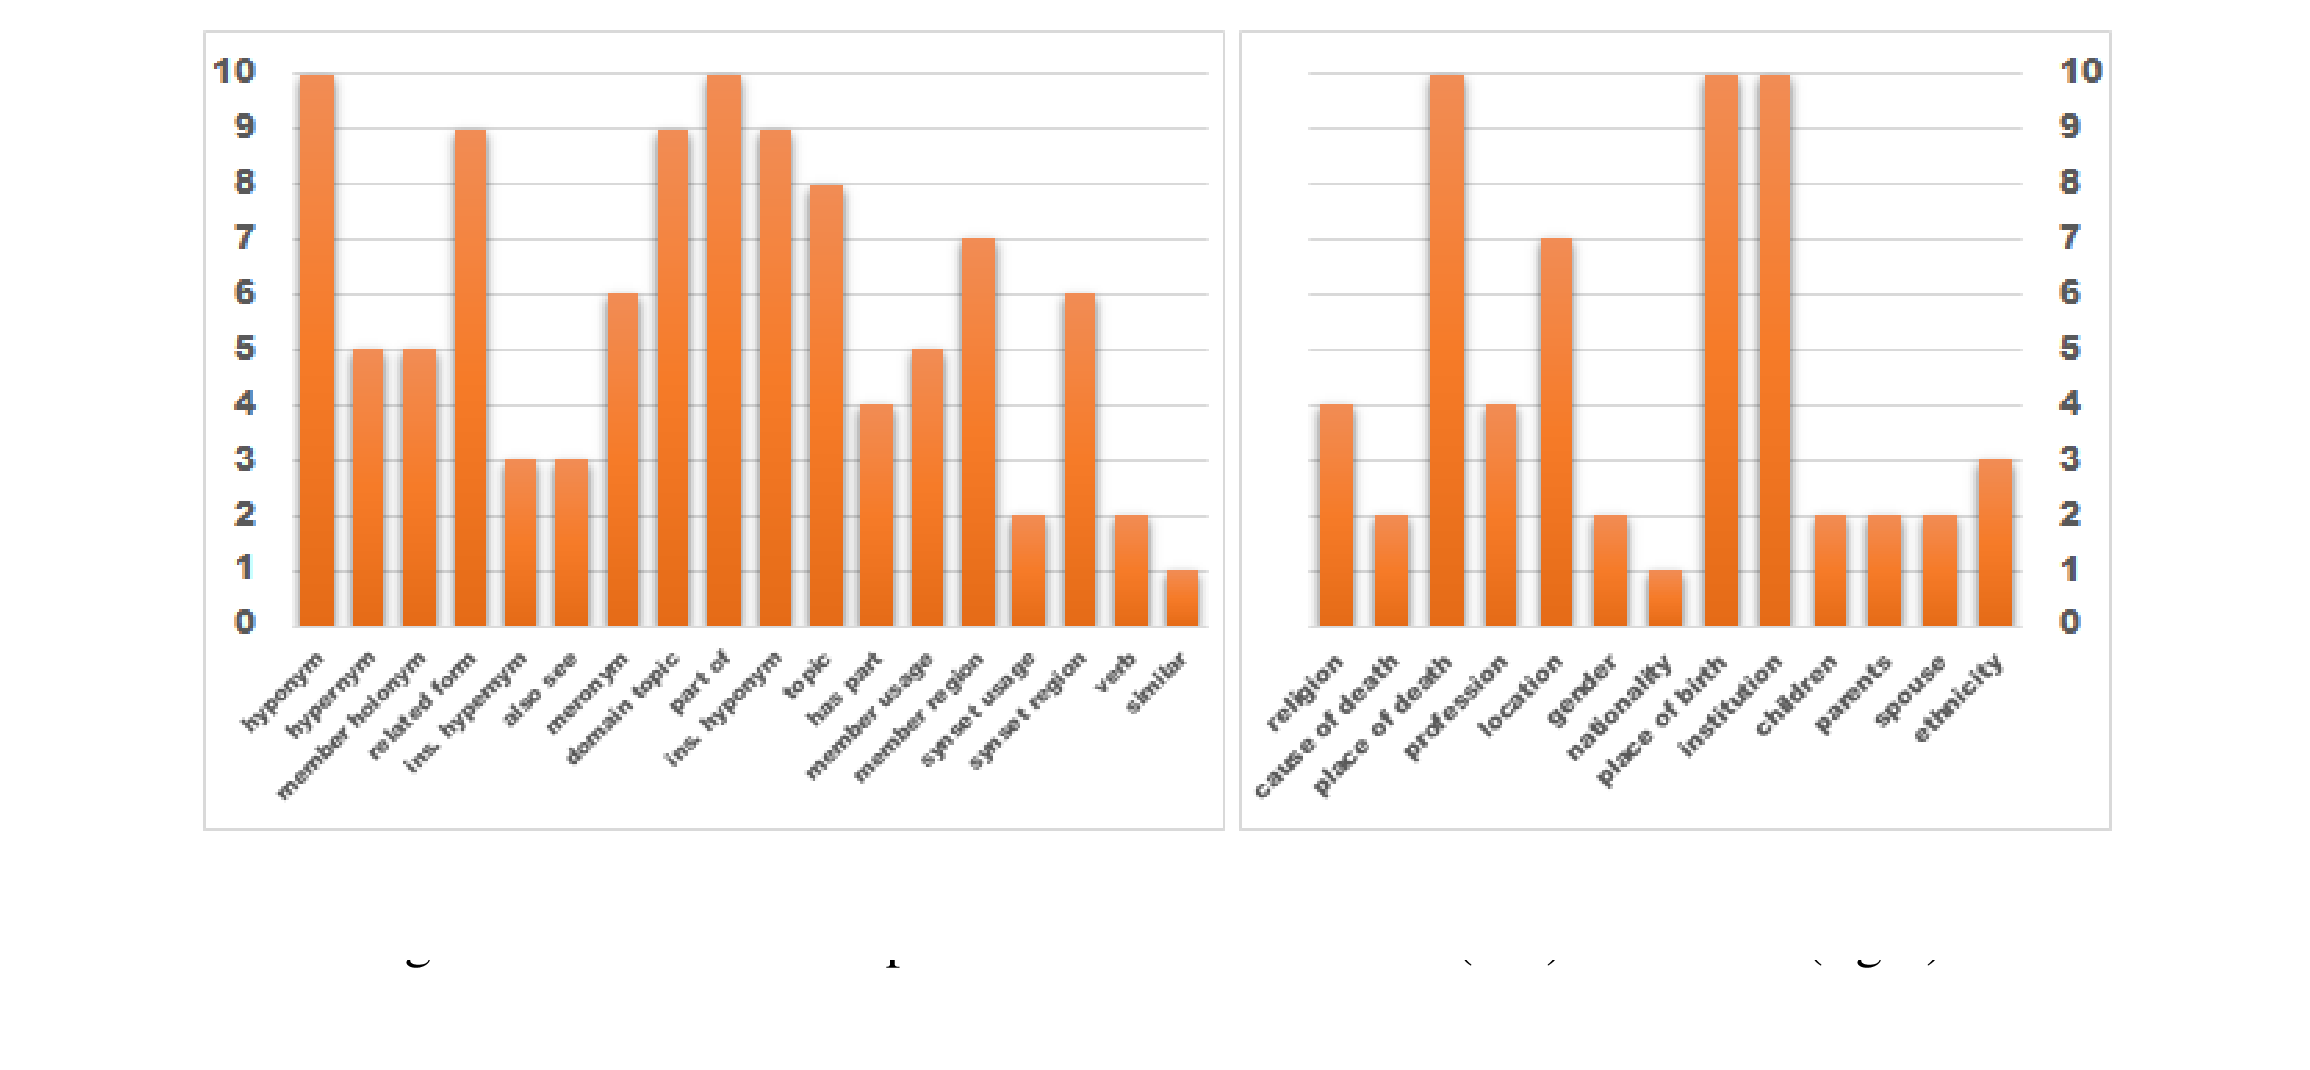 10
9
8
7
6
5
4
3
2
1
0
hyponym
hypernym
member holonym
related form
ins. hypernym
also see
meronym
domain topic
part of
ins. hyponym
topic
has part
member usage
member region
synset usage
synset region
verb
similar
10
9
8
7
6
5
4
3
2
1
0
religion
cause of death
place of death
profession
location
gender
nationality
place of birth
institution
children
parents
spouse
ethnicity